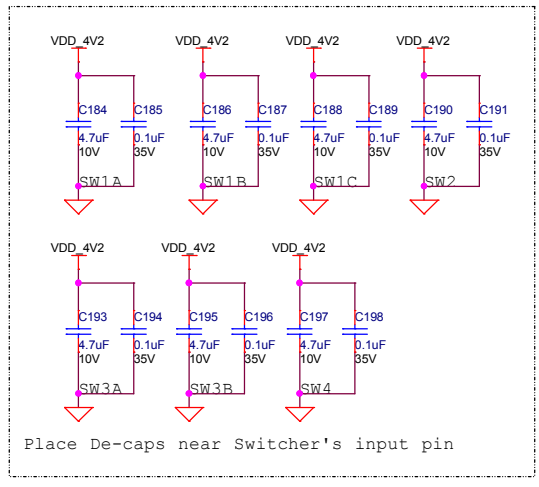 VDD_4V2 VDD_4V2 VDD_4V2 VDD_4V2
C184 C185 C186 C187 C188 C189 C190 C191
4.7uF 0.1uF 4.7uF 0.1uF 4.7uF 0.1uF 4.7uF 0.1uF
10V 35V 10V 35V 10V 35V 10V 35V
SW1A SW1B SW1C SW2
VDD_4V2 VDD_4V2 VDD_4V2
C193 C194 C195 C196 C197 C198
4.7uF 0.1uF 4.7uF 0.1uF 4.7uF 0.1uF
10V 35V 10V 35V 10V 35V
SW3A SW3B SW4
Place De-caps near Switcher's input pin